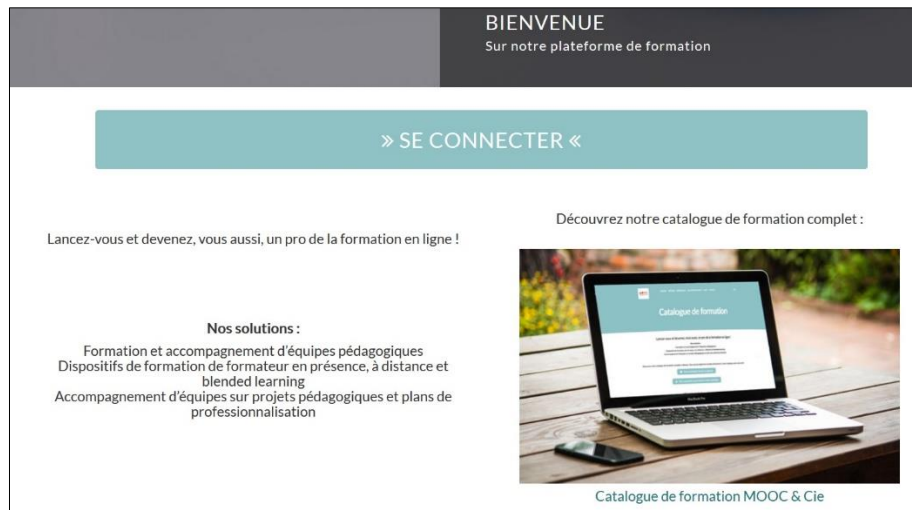 BIENVENUE
Sur notre plateforme de formation
» SE CONNECTER «
Lancez-vous et devenez, vous aussi, un pro de la formation en ligne !
Nos solutions :
Formation et accompagnement d'équipes pédagogiques
Dispositifs de formation de formateur en présence, à distance et
blended learning
Accompagnement d'équipes sur projets pédagogiques et plans de
professionnalisation
Découvrez notre catalogue de formation complet :
Catalogue de formation
MacBook Pro
Catalogue de formation MOOC & Cie